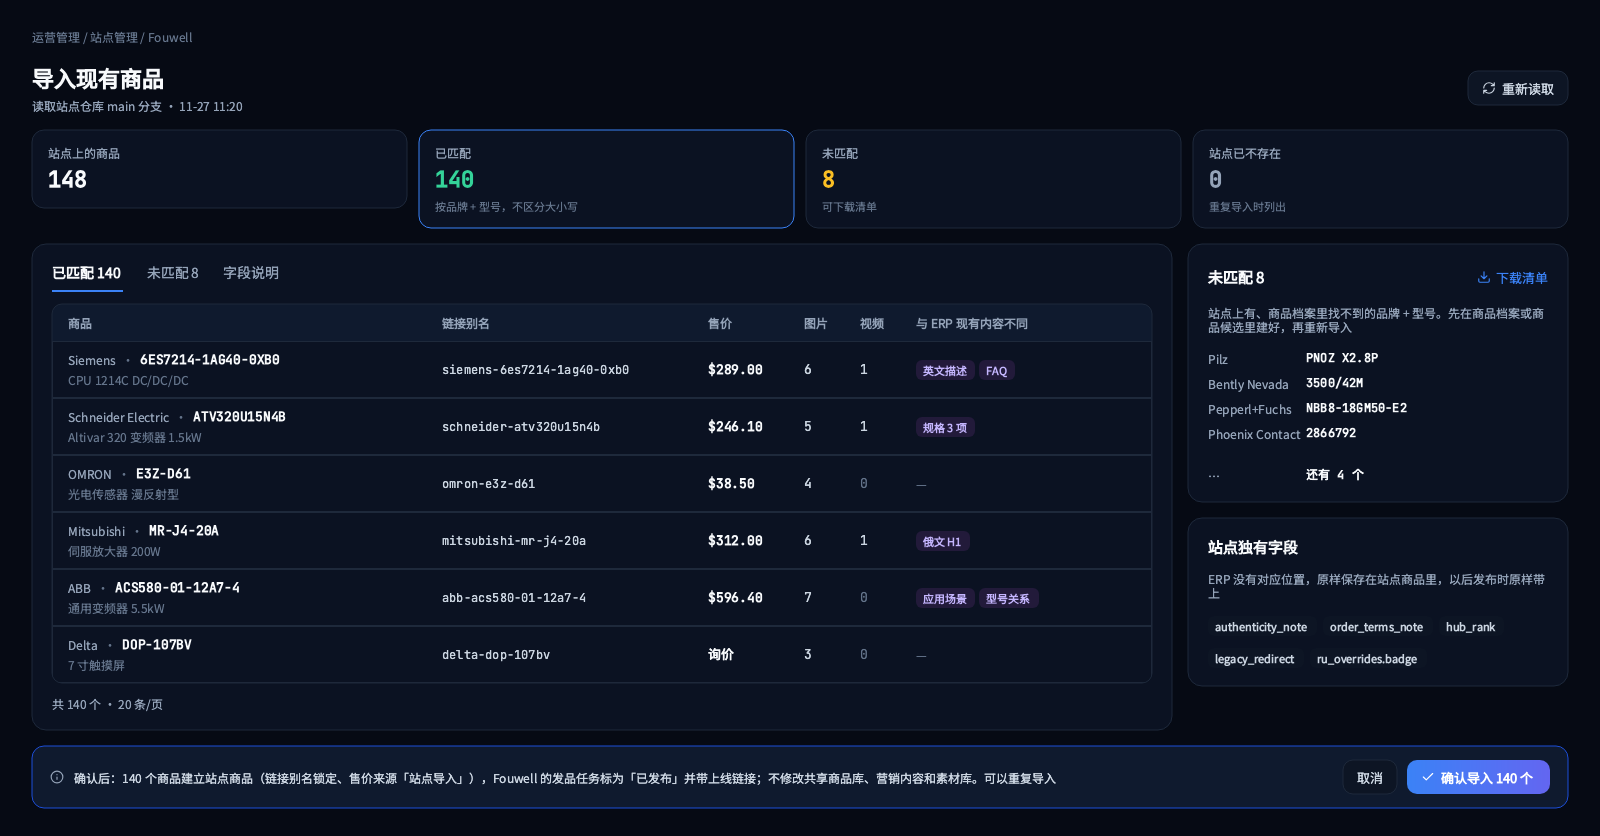 运营管理 / 站点管理 / Fouwell
导入现有商品
读取站点仓库 main 分支 · 11-27 11:20
重新读取
站点上的商品
148
已匹配
140
按品牌 + 型号，不区分大小写
未匹配
8
可下载清单
站点已不存在
0
重复导入时列出
已匹配 140 未匹配 8 字段说明
商品 链接别名 售价 图片 视频 与 ERP 现有内容不同
Siemens · 6ES7214-1AG40-0XB0
CPU 1214C DC/DC/DC
siemens-6es7214-1ag40-0xb0 $289.00 6 1 英文描述 FAQ
Schneider Electric · ATV320U15N4B
Altivar 320 变频器 1.5kW
schneider-atv320u15n4b $246.10 5 1 规格 3 项
OMRON · E3Z-D61
光电传感器 漫反射型
omron-e3z-d61 $38.50 4 0 —
Mitsubishi · MR-J4-20A
伺服放大器 200W
mitsubishi-mr-j4-20a $312.00 6 1 俄文 H1
ABB · ACS580-01-12A7-4
通用变频器 5.5kW
abb-acs580-01-12a7-4 $596.40 7 0 应用场景 型号关系
Delta · DOP-107BV
7 寸触摸屏
delta-dop-107bv 询价 3 0 —
共 140 个 · 20 条/页
未匹配 8
下载清单
站点上有、商品档案里找不到的品牌 + 型号。先在商品档案或商
品候选里建好，再重新导入
Pilz PNOZ X2.8P
Bently Nevada 3500/42M
Pepperl+Fuchs NBB8-18GM50-E2
Phoenix Contact 2866792
… 还有 4 个
站点独有字段
ERP 没有对应位置，原样保存在站点商品里，以后发布时原样带
上
authenticity_note order_terms_note hub_rank
legacy_redirect ru_overrides.badge
确认后：140 个商品建立站点商品（链接别名锁定、售价来源「站点导入」），Fouwell 的发品任务标为「已发布」并带上线链接；不修改共享商品库、营销内容和素材库。可以重复导入
取消
确认导入 140 个